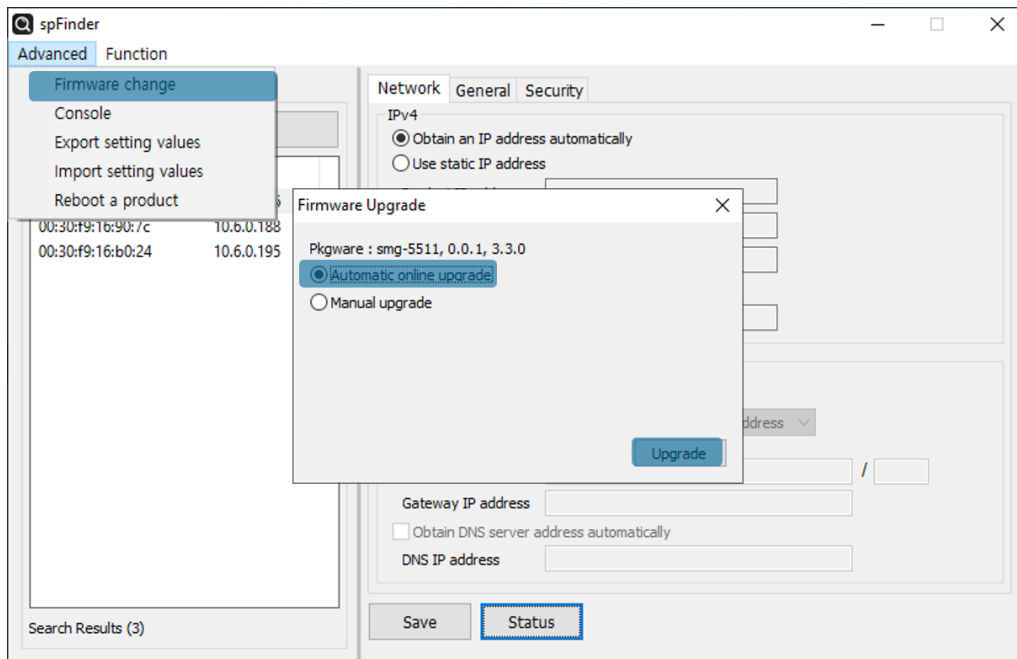 spFinder
Advanced Function
Firmware change
Console
Export setting values
Import setting values
Reboot a product
00:30:f9:16:90:7c 10.6.0.188
00:30:f9:16:b0:24 10.6.0.195
Search Results (3)
Network General Security
IPv4
Obtain an IP address automatically
Use static IP address
Firmware Upgrade
Pkgware : smg-5511, 0.0.1, 3.3.0
Automatic online upgrade
Manual upgrade
Upgrade
/
Gateway IP address
Obtain DNS server address automatically
DNS IP address
Save Status